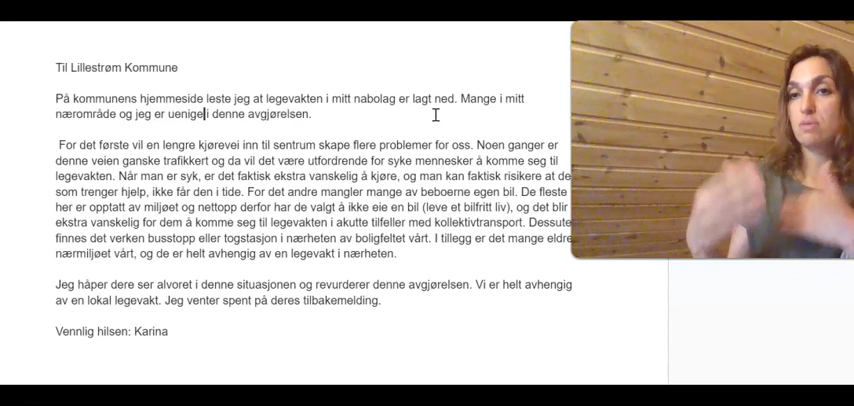 Til Lillestrøm Kommune
På kommunens hjemmeside leste jeg at legevakten i mitt nabolag er lagt ned. Mange i mitt
nærområde og jeg er uenige i denne avgjørelsen.
For det første vil en lengre kjørevei inn til sentrum skape flere problemer for oss. Noen ganger er
denne veien ganske trafikkert og da vil det være utfordrende for syke mennesker å komme seg til
legevakten. Når man er syk, er det faktisk ekstra vanskelig å kjøre, og man kan faktisk risikere at de
som trenger hjelp, ikke får den i tide. For det andre mangler mange av beboerne egen bil. De fleste
her er opptatt av miljøet og nettopp derfor har de valgt å ikke eie en bil (leve et bilfritt liv), og det blir
ekstra vanskelig for dem å komme seg til legevakten i akutte tilfeller med kollektivtransport. Dessute
finnes det verken busstopp eller togstasjon i nærheten av boligfeltet vårt. I tillegg er det mange eldre
nærmiljøet vårt, og de er helt avhengig av en legevakt i nærheten.
Jeg håper dere ser alvoret i denne situasjonen og revurderer denne avgjørelsen. Vi er helt avhengig
av en lokal legevakt. Jeg venter spent på deres tilbakemelding.
Vennlig hilsen: Karina